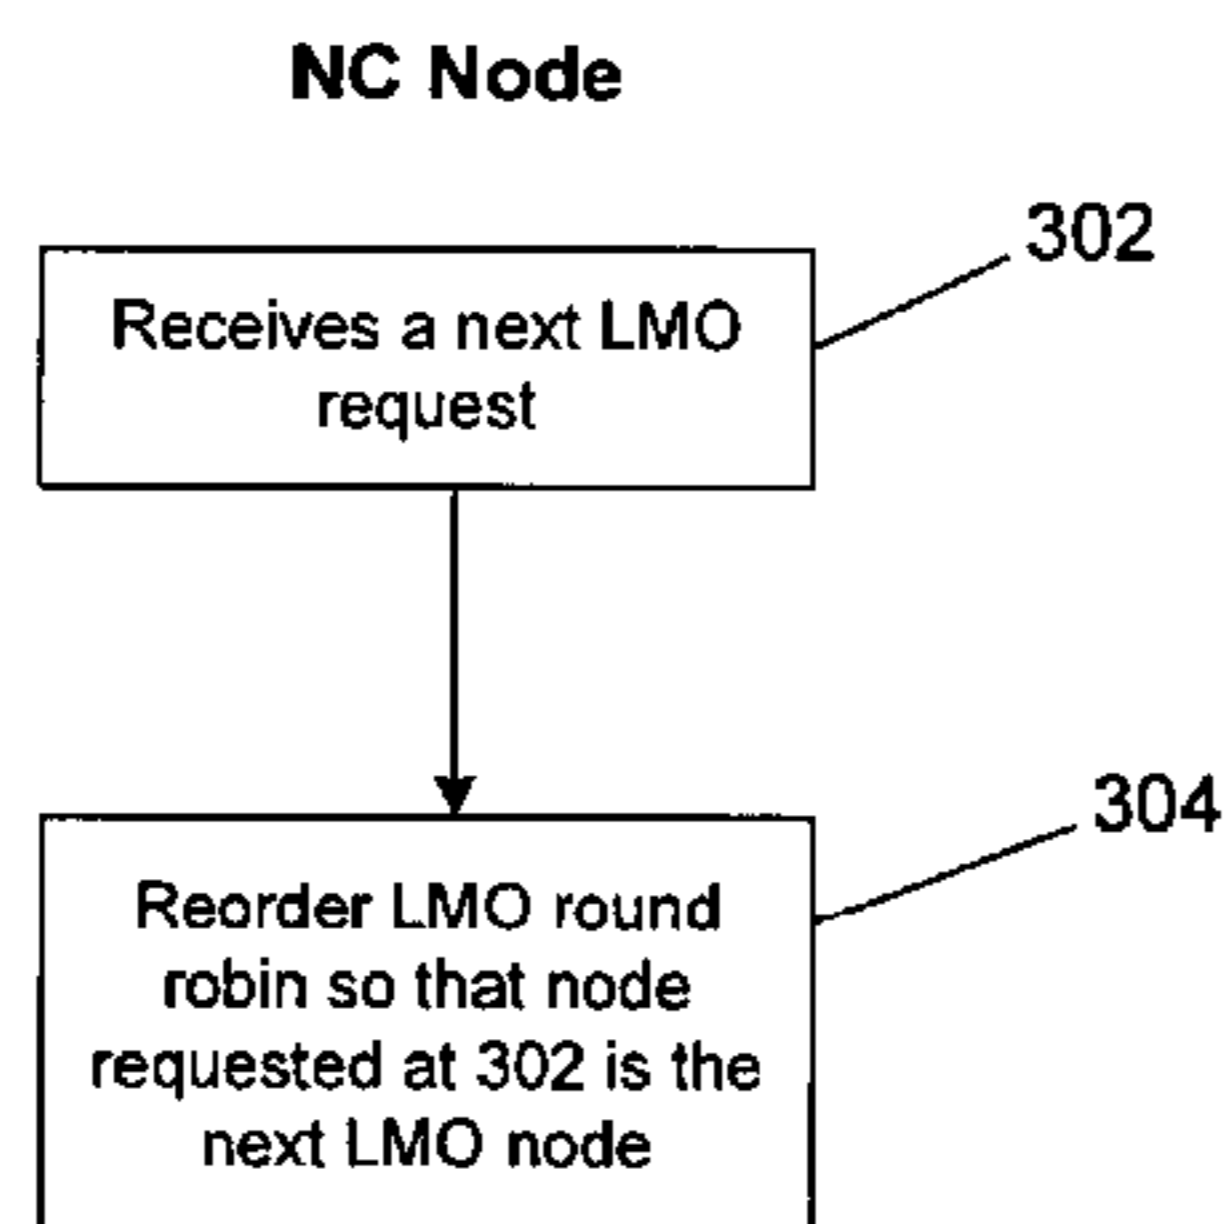 NC Node
302
Receives a next LMO
request
304
Reorder LMO round
robin so that node
requested at 302 is the
next LMO node